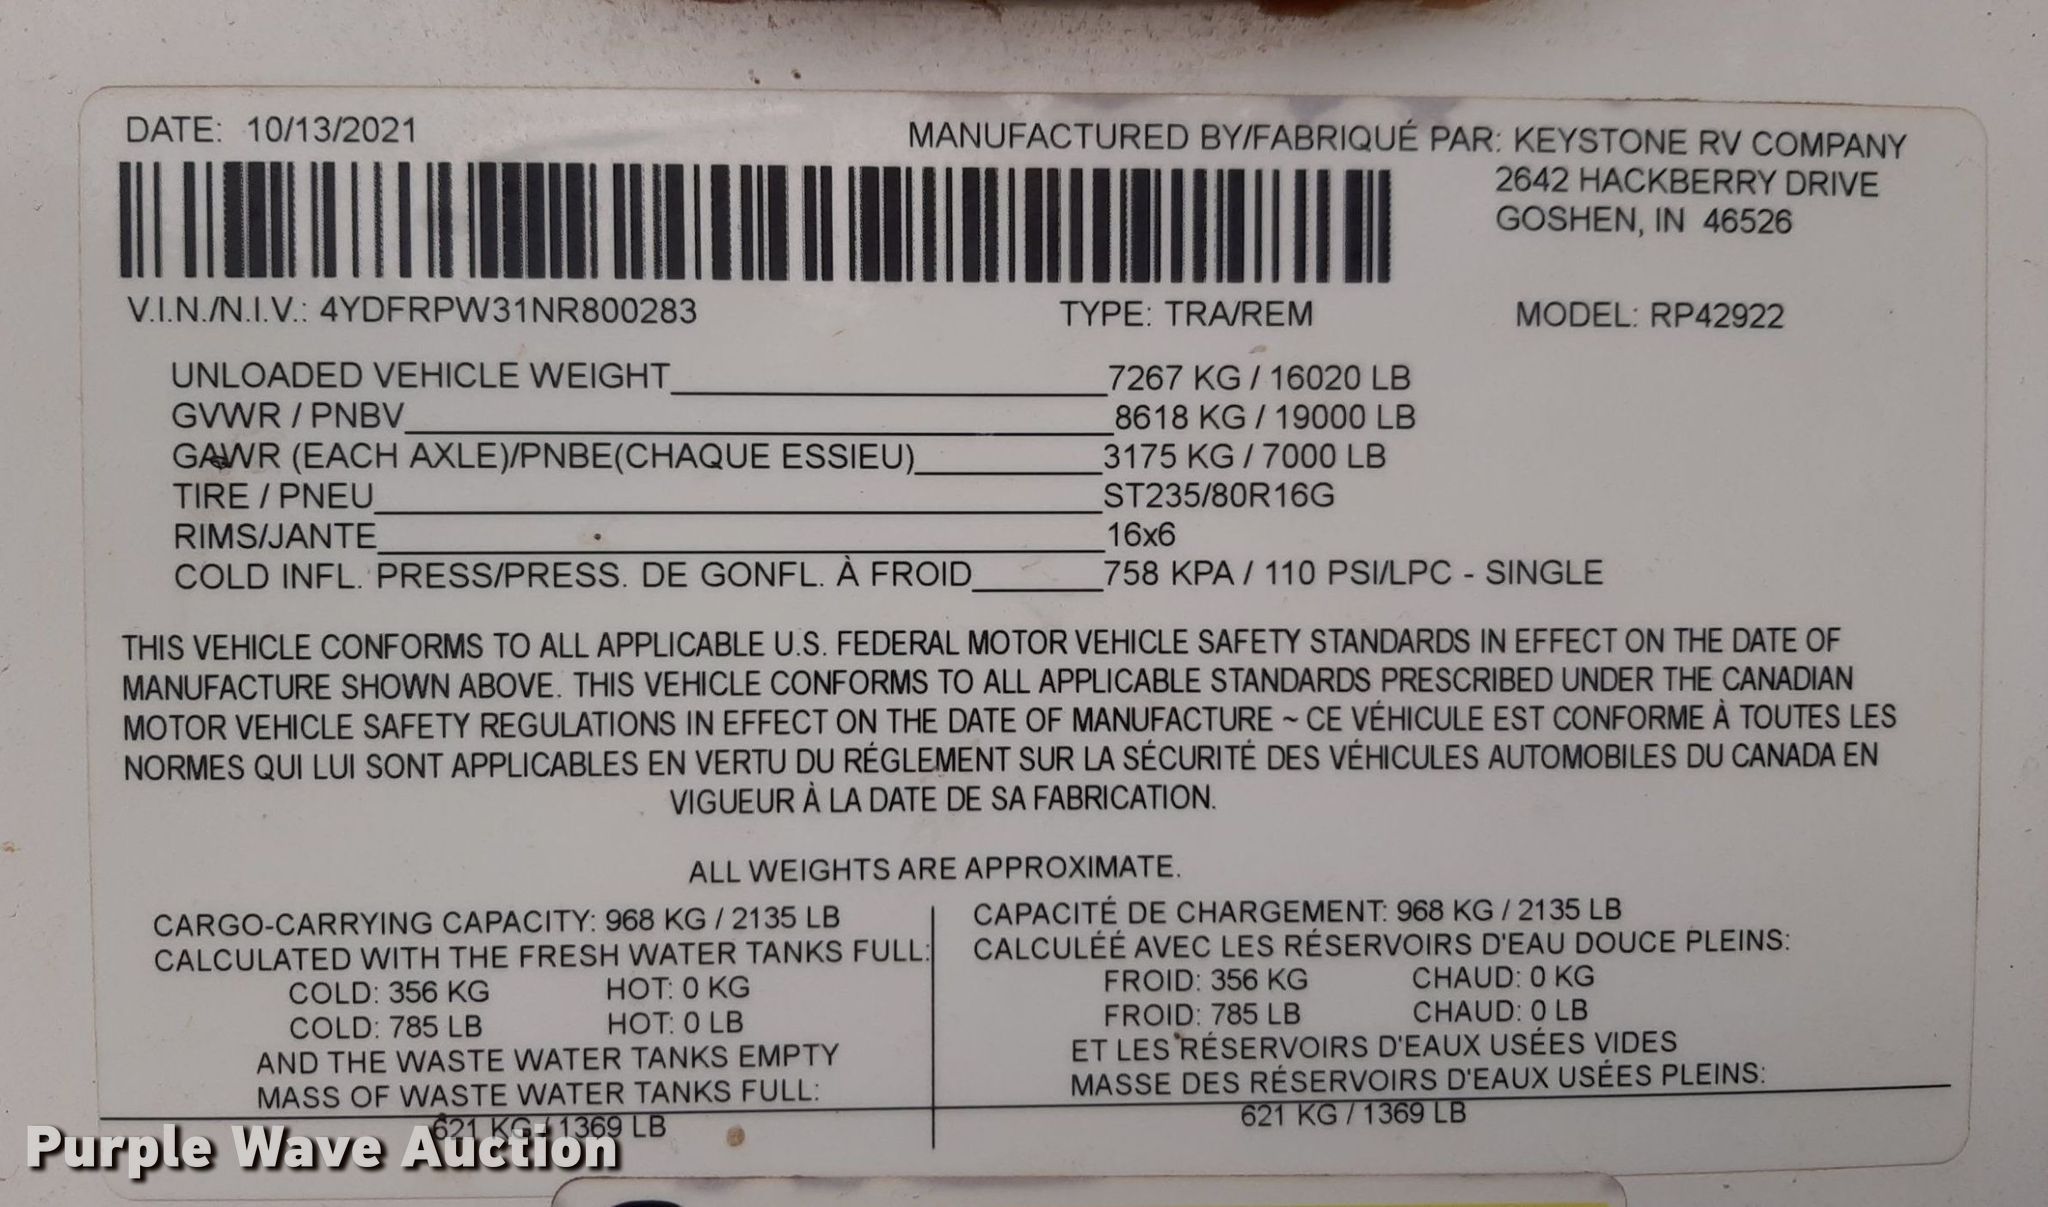 DATE: 10/13/2021
MANUFACTURED BY/FABRIQUÉ PAR: KEYSTONE RV COMPANY
2642 HACKBERRY DRIVE
GOSHEN, IN 46526
V.I.N./N.I.V.: 4YDFRPW31NR800283
TYPE: TRA/REM
MODEL: RP42922
UNLOADED VEHICLE WEIGHT 7267 KG / 16020 LB
GVWR / PNBV 8618 KG / 19000 LB
GAWR (EACH AXLE)/PNBE(CHAQUE ESSIEU) 3175 KG / 7000 LB
TIRE / PNEU ST235/80R16G
RIMS/JANTE 16x6
COLD INFL. PRESS/PRESS. DE GONFL. À FROID 758 KPA / 110 PSI/LPC - SINGLE
THIS VEHICLE CONFORMS TO ALL APPLICABLE U.S. FEDERAL MOTOR VEHICLE SAFETY STANDARDS IN EFFECT ON THE DATE OF
MANUFACTURE SHOWN ABOVE. THIS VEHICLE CONFORMS TO ALL APPLICABLE STANDARDS PRESCRIBED UNDER THE CANADIAN
MOTOR VEHICLE SAFETY REGULATIONS IN EFFECT ON THE DATE OF MANUFACTURE ~ CE VÉHICULE EST CONFORME À TOUTES LES
NORMES QUI LUI SONT APPLICABLES EN VERTU DU RÉGLEMENT SUR LA SÉCURITÉ DES VÉHICULES AUTOMOBILES DU CANADA EN
VIGUEUR À LA DATE DE SA FABRICATION.
ALL WEIGHTS ARE APPROXIMATE.
CARGO-CARRYING CAPACITY: 968 KG / 2135 LB
CALCULATED WITH THE FRESH WATER TANKS FULL:
COLD: 356 KG HOT: 0 KG
COLD: 785 LB HOT: 0 LB
AND THE WASTE WATER TANKS EMPTY
MASS OF WASTE WATER TANKS FULL:
621 KG / 1369 LB
CAPACITÉ DE CHARGEMENT: 968 KG / 2135 LB
CALCULÉÉ AVEC LES RÉSERVOIRS D'EAU DOUCE PLEINS:
FROID: 356 KG CHAUD: 0 KG
FROID: 785 LB CHAUD: 0 LB
ET LES RÉSERVOIRS D'EAUX USÉES VIDES
MASSE DES RÉSERVOIRS D'EAUX USÉES PLEINS:
621 KG / 1369 LB
Purple Wave Auction